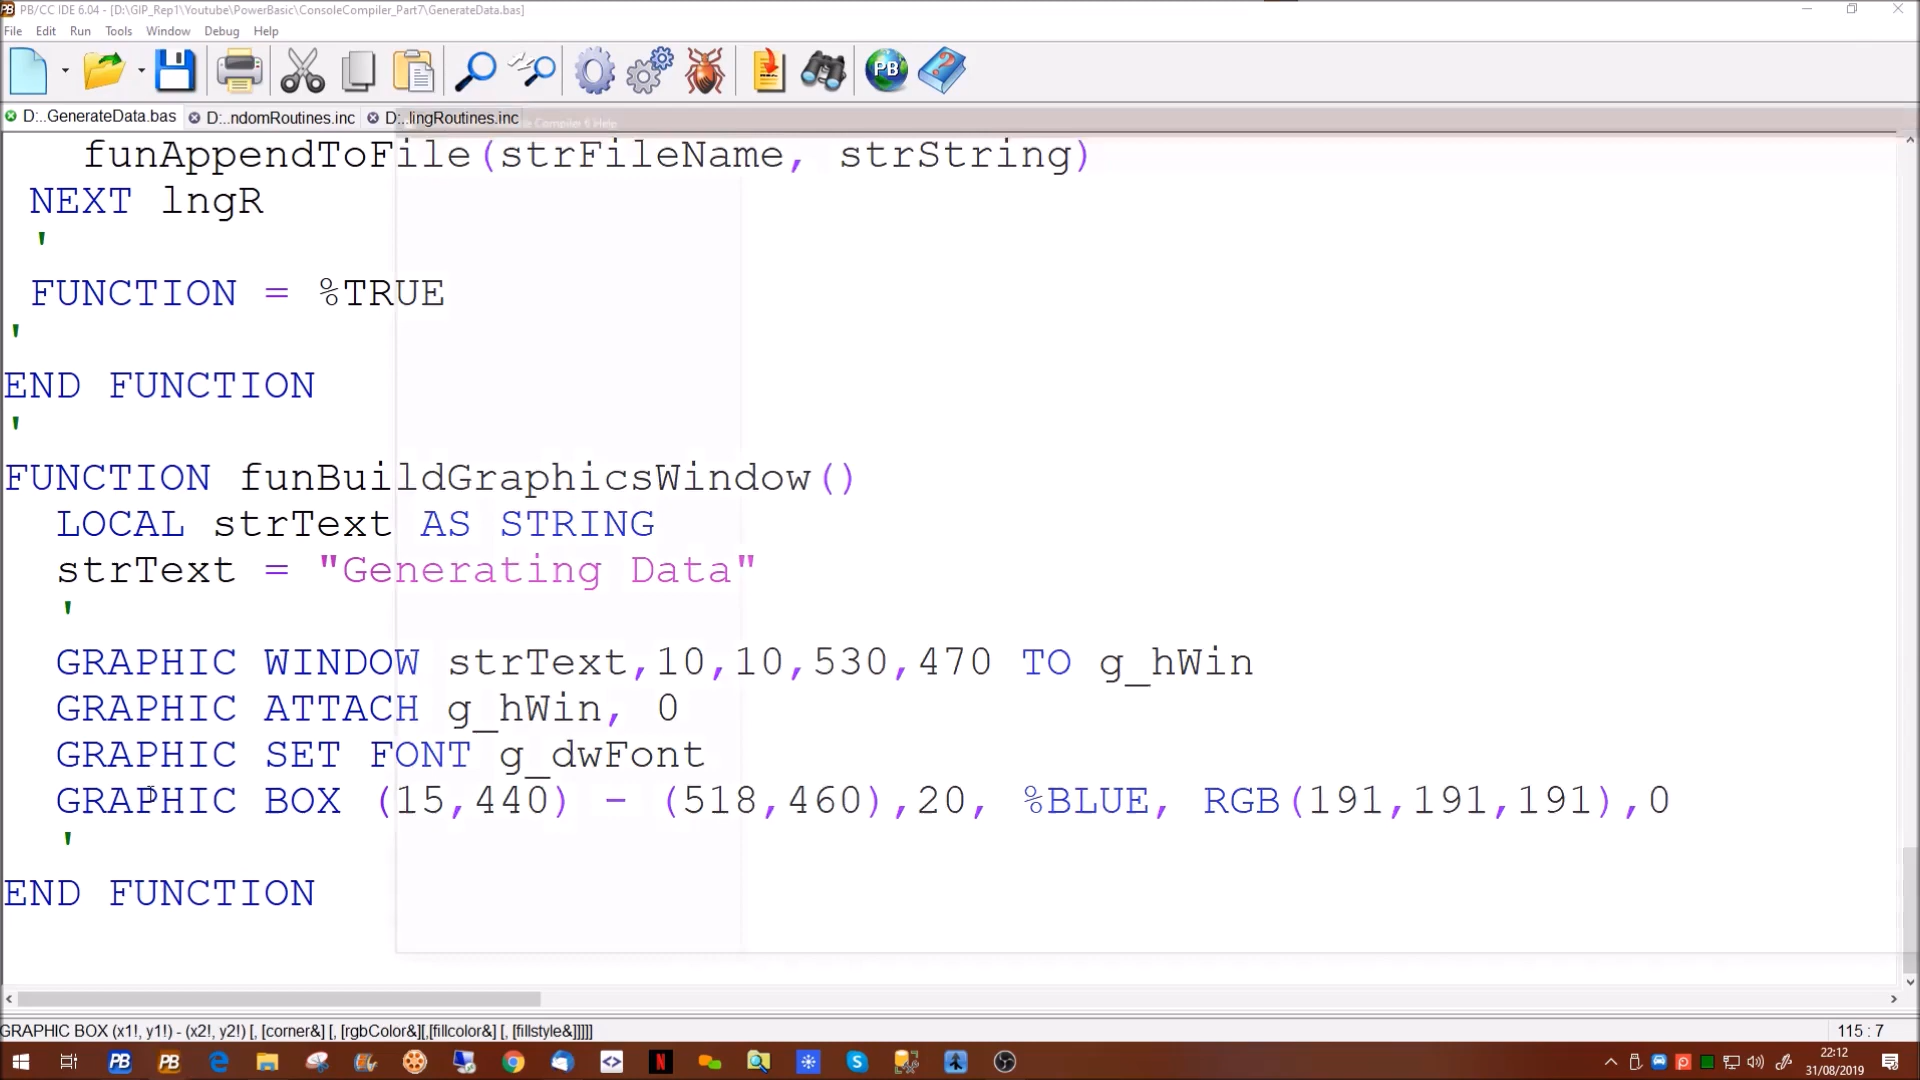 PB/CC IDE 6.04 - [D:\GIP_Rep1\Youtube\PowerBasic\ConsoleCompiler_Part7\GenerateData.bas]
File Edit Run Tools Window Debug Help
PB
D:..GenerateData.bas D:..ndomRoutines.inc D:..lingRoutines.inc
funAppendToFile(strFileName, strString)
NEXT lngR
'
FUNCTION = %TRUE
'
END FUNCTION
'
FUNCTION funBuildGraphicsWindow()
LOCAL strText AS STRING
strText = "Generating Data"
'
GRAPHIC WINDOW strText,10,10,530,470 TO g_hWin
GRAPHIC ATTACH g_hWin, 0
GRAPHIC SET FONT g_dwFont
GRAPHIC BOX (15,440) - (518,460),20, %BLUE, RGB(191,191,191),0
'
END FUNCTION
GRAPHIC BOX (x1!, y1!) - (x2!, y2!) [, [corner&] [, [rgbColor&][,[fillcolor&] [, [fillstyle&]]]]]
115 : 7
PB PB
22:12
31/08/2019